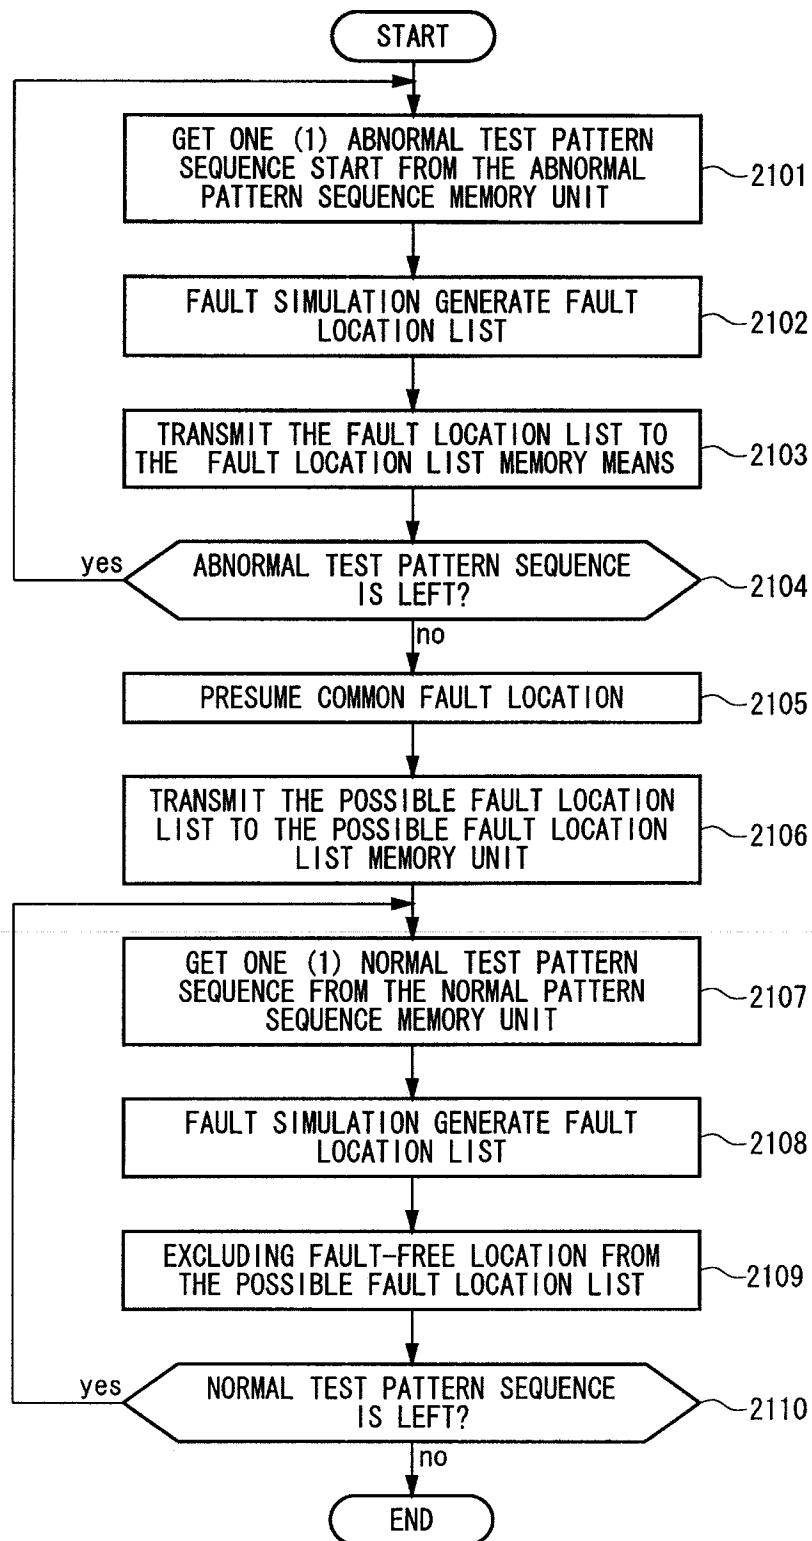 START
GET ONE (1) ABNORMAL TEST PATTERN
SEQUENCE START FROM THE ABNORMAL
PATTERN SEQUENCE MEMORY UNIT
2101
FAULT SIMULATION GENERATE FAULT
LOCATION LIST
2102
TRANSMIT THE FAULT LOCATION LIST TO
THE FAULT LOCATION LIST MEMORY MEANS
2103
yes
ABNORMAL TEST PATTERN SEQUENCE
IS LEFT?
2104
no
PRESUME COMMON FAULT LOCATION
2105
TRANSMIT THE POSSIBLE FAULT LOCATION
LIST TO THE POSSIBLE FAULT LOCATION
LIST MEMORY UNIT
2106
GET ONE (1) NORMAL TEST PATTERN
SEQUENCE FROM THE NORMAL PATTERN
SEQUENCE MEMORY UNIT
2107
FAULT SIMULATION GENERATE FAULT
LOCATION LIST
2108
EXCLUDING FAULT-FREE LOCATION FROM
THE POSSIBLE FAULT LOCATION LIST
2109
yes
NORMAL TEST PATTERN SEQUENCE
IS LEFT?
2110
no
END